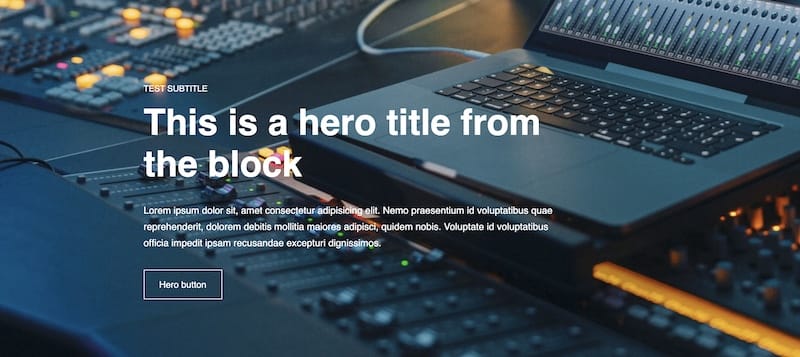 TEST SUBTITLE
This is a hero title from
the block
Lorem ipsum dolor sit, amet consectetur adipisicing elit. Nemo praesentium id voluptatibus quae
reprehenderit, dolorem debitis mollitia maiores adipisci, quidem nobis. Voluptate id voluptatibus
officia impedit ipsam recusandae excepturi dignissimos.
Hero button